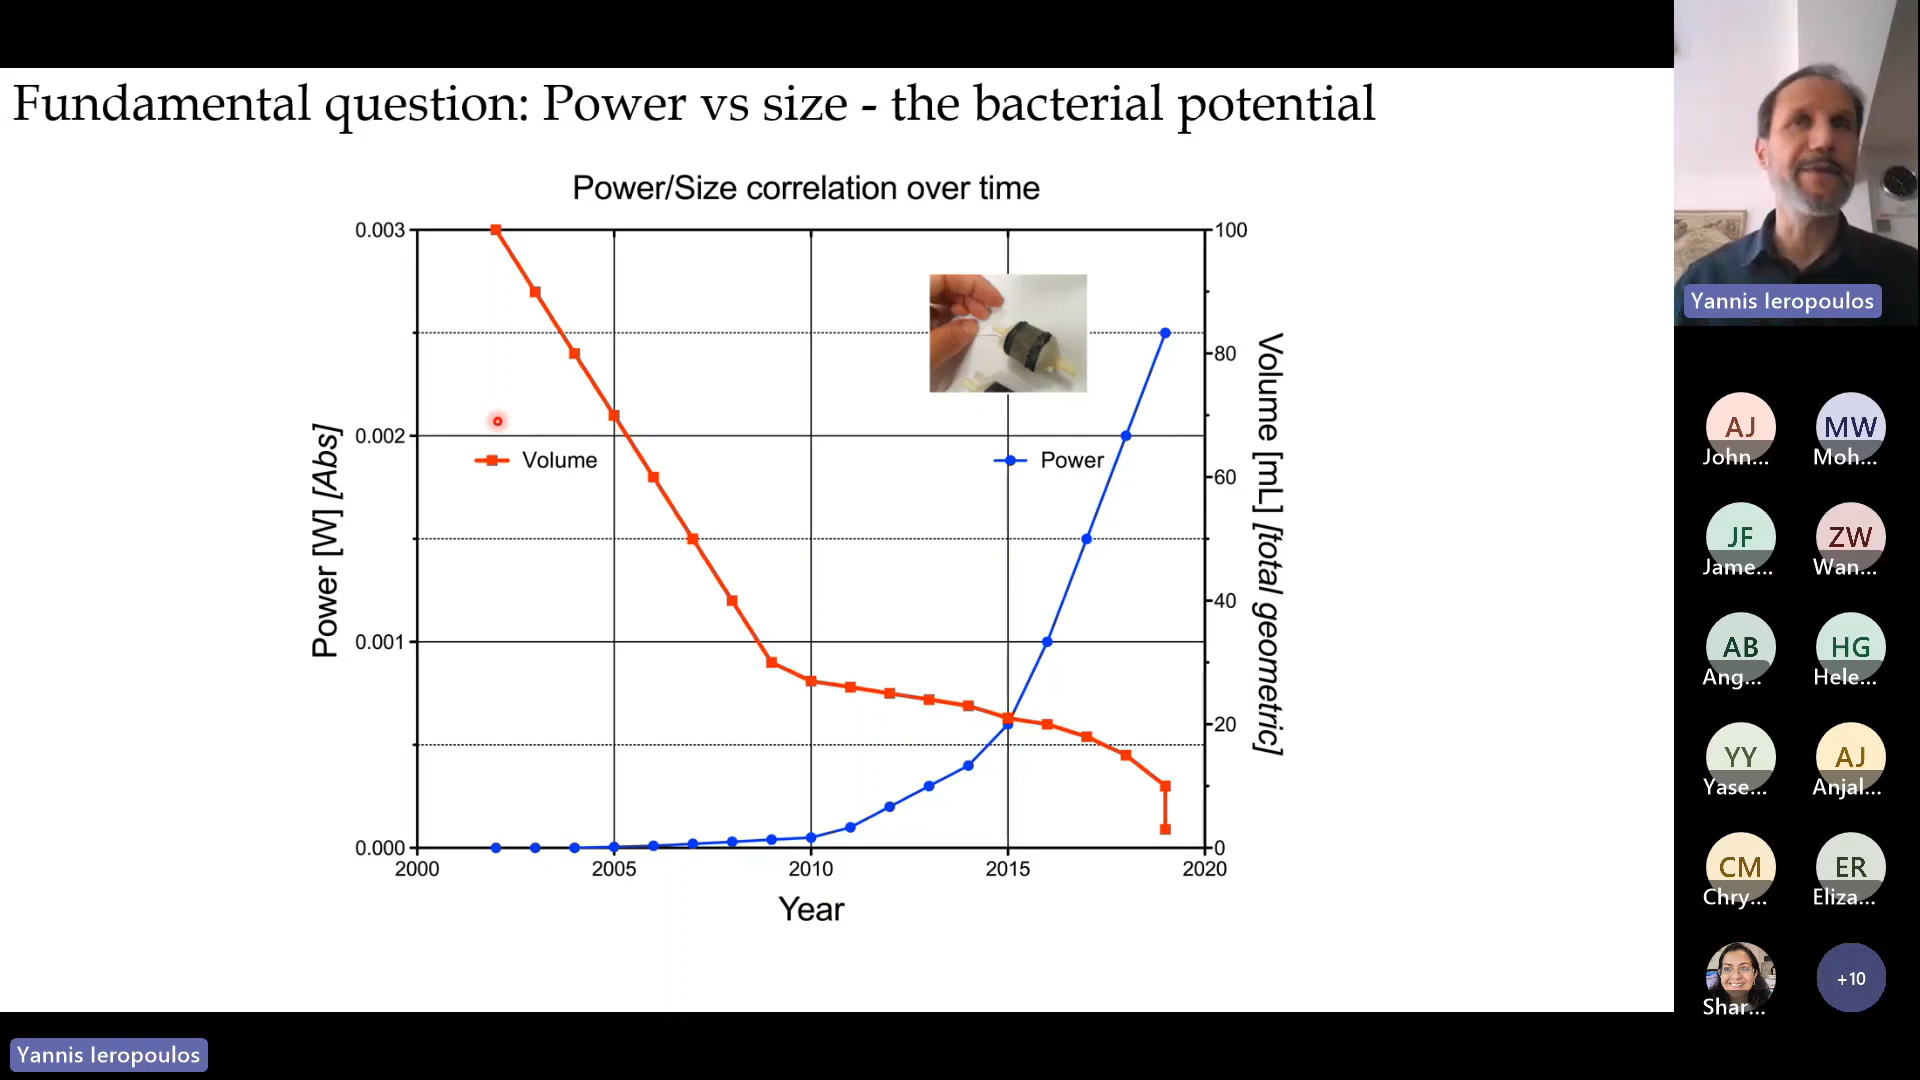 Fundamental question: Power vs size - the bacterial potential
Power/Size correlation over time
0.003
0.002
0.001
0.000
Power [W] [Abs]
100
80
60
40
20
0
Volume [mL] [total geometric]
Volume
Power
2000
2005
2010
2015
2020
Year
Yannis Ieropoulos
Yannis Ieropoulos
AJ
John...
MW
Moh...
JF
Jame...
ZW
Wan...
AB
Ang...
HG
Hele...
YY
Yase...
AJ
Anjal...
CM
Chry...
ER
Eliza...
Shar...
+10